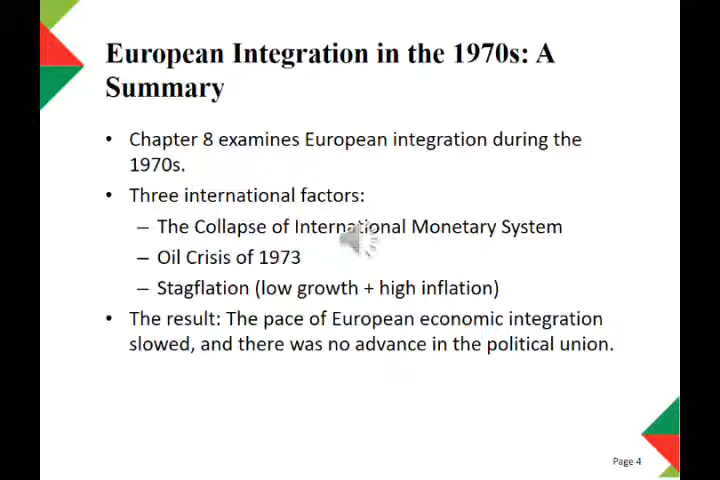 European Integration in the 1970s: A
Summary
• Chapter 8 examines European integration during the
1970s.
• Three international factors:
– The Collapse of International Monetary System
– Oil Crisis of 1973
– Stagflation (low growth + high inflation)
• The result: The pace of European economic integration
slowed, and there was no advance in the political union.
Page 4